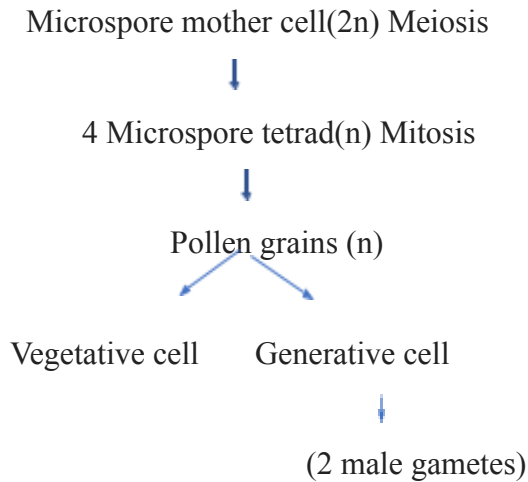 Microspore mother cell(2n) Meiosis
4 Microspore tetrad(n) Mitosis
Pollen grains (n)
Vegetative cell Generative cell
(2 male gametes)